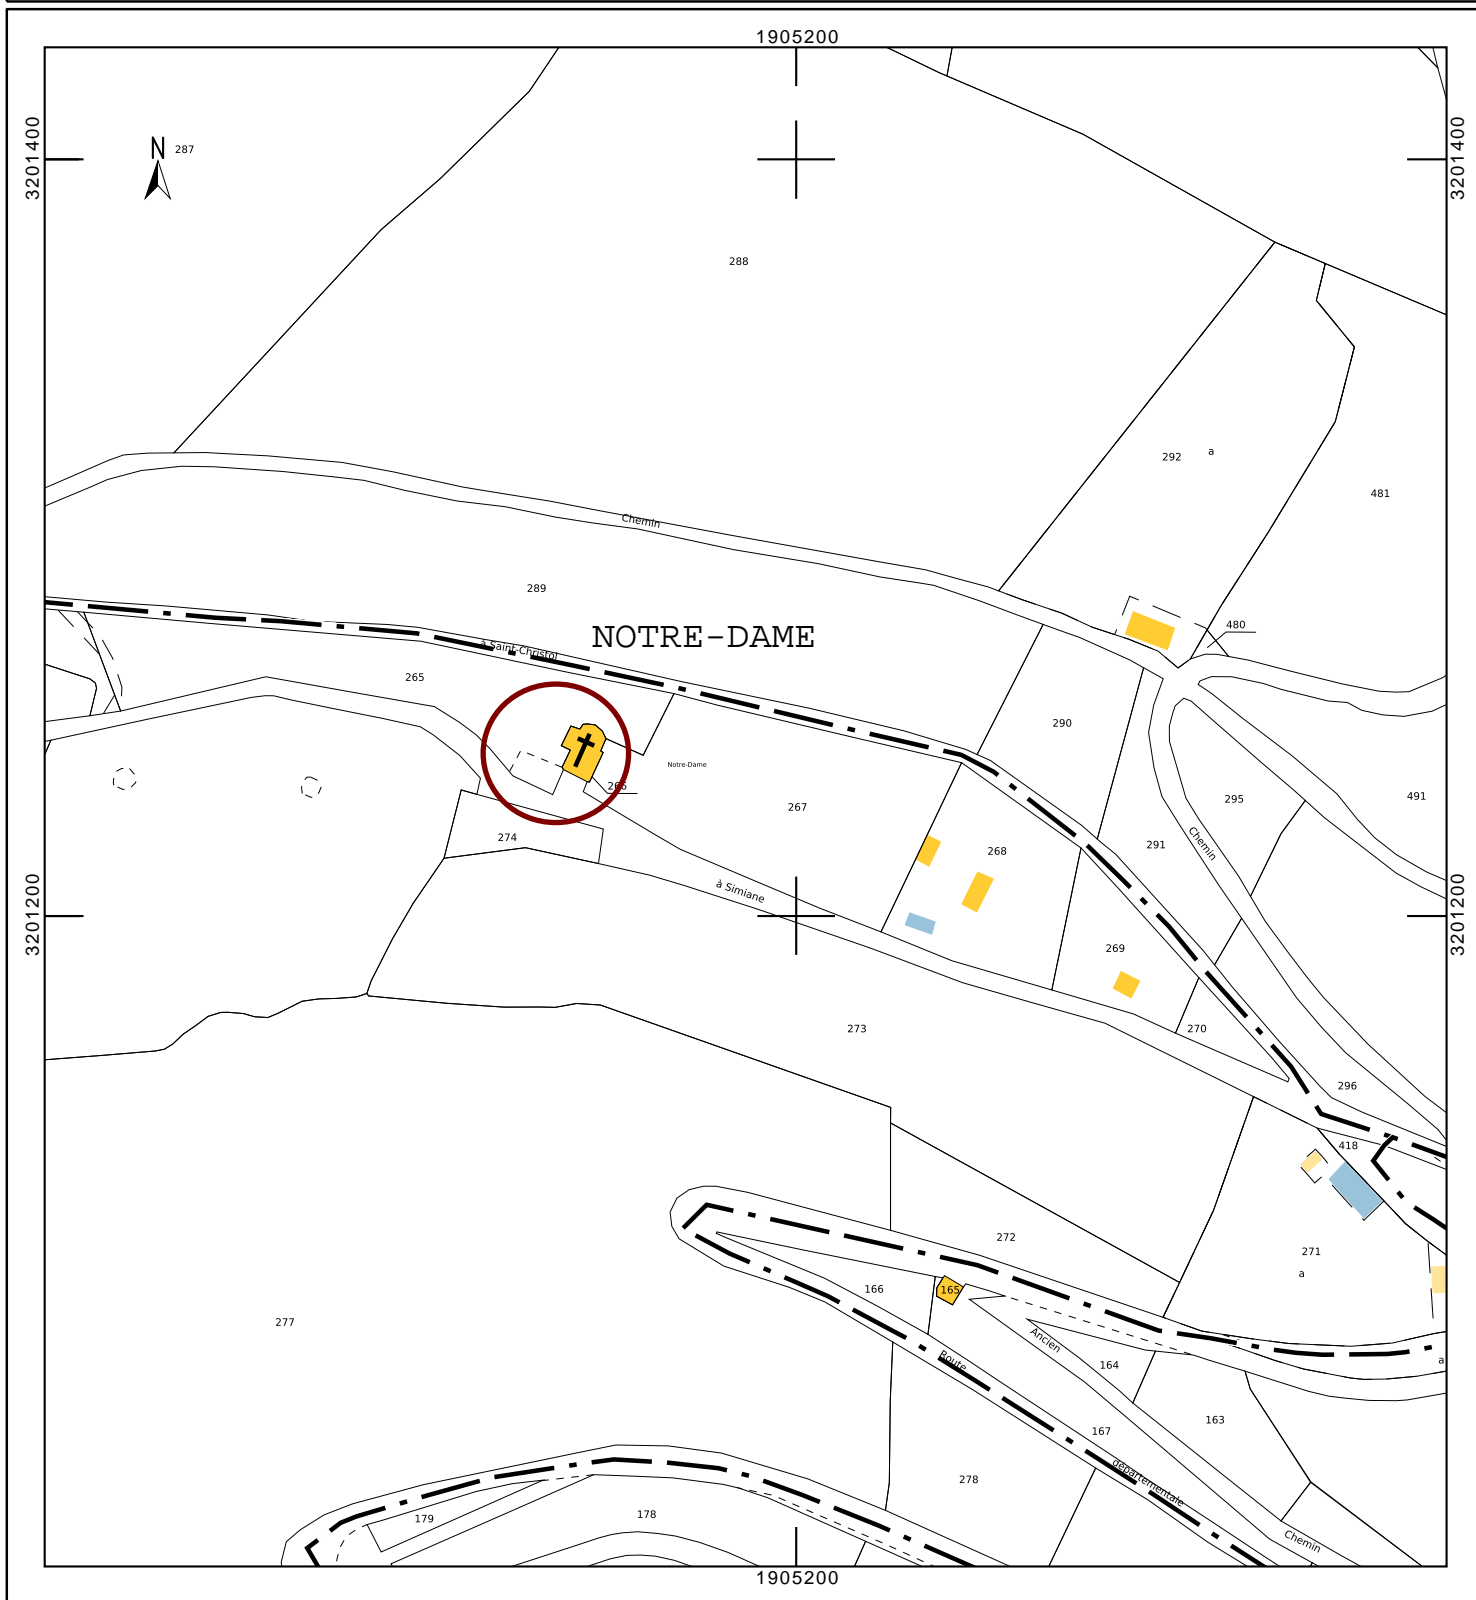 1905200
3201400
3201400
N
287
288
292
a
481
Chemin
289
480
NOTRE-DAME
à Saint-Christol
265
290
Notre-Dame
266
267
295
491
274
268
291
Chemin
à Simiane
3201200
3201200
269
273
270
296
418
272
271
a
166
165
277
Ancien
Route
164
a
163
167
278
départementale
179
178
Chemin
1905200